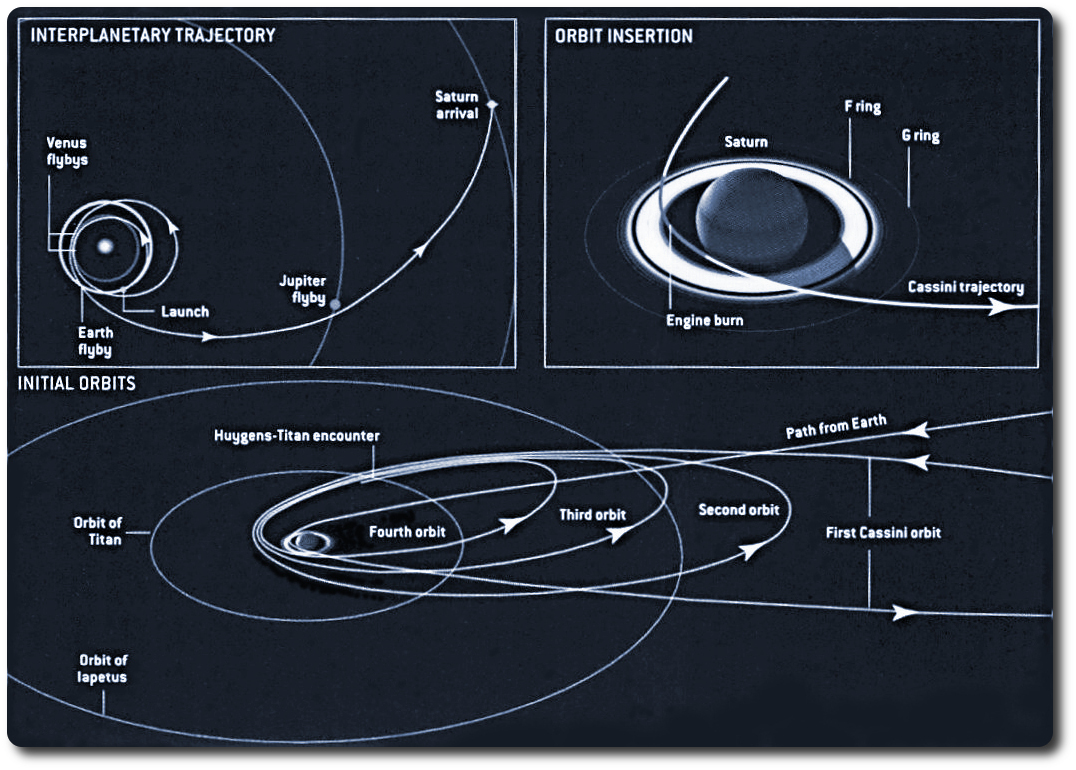 INTERPLANETARY TRAJECTORY
Saturn
arrival
Venus
flybys
Jupiter
flyby
Launch
Earth
flyby
ORBIT INSERTION
F ring
G ring
Saturn
Cassini trajectory
Engine burn
INITIAL ORBITS
Path from Earth
Huygens-Titan encounter
Orbit of
Titan
Fourth orbit
Third orbit
Second orbit
First Cassini orbit
Orbit of
Iapetus